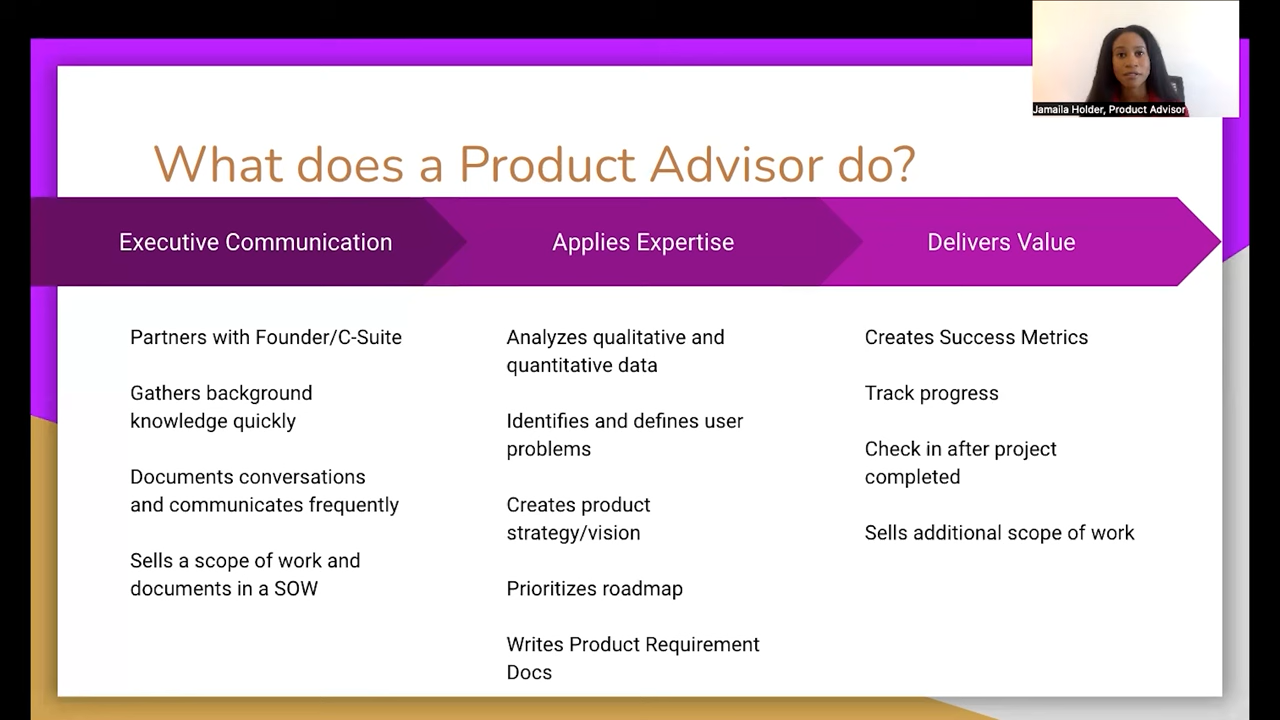 Jamaila Holder, Product Advisor
What does a Product Advisor do?
Executive Communication
Applies Expertise
Delivers Value
Partners with Founder/C-Suite
Gathers background
knowledge quickly
Documents conversations
and communicates frequently
Sells a scope of work and
documents in a SOW
Analyzes qualitative and
quantitative data
Identifies and defines user
problems
Creates product
strategy/vision
Prioritizes roadmap
Writes Product Requirement
Docs
Creates Success Metrics
Track progress
Check in after project
completed
Sells additional scope of work